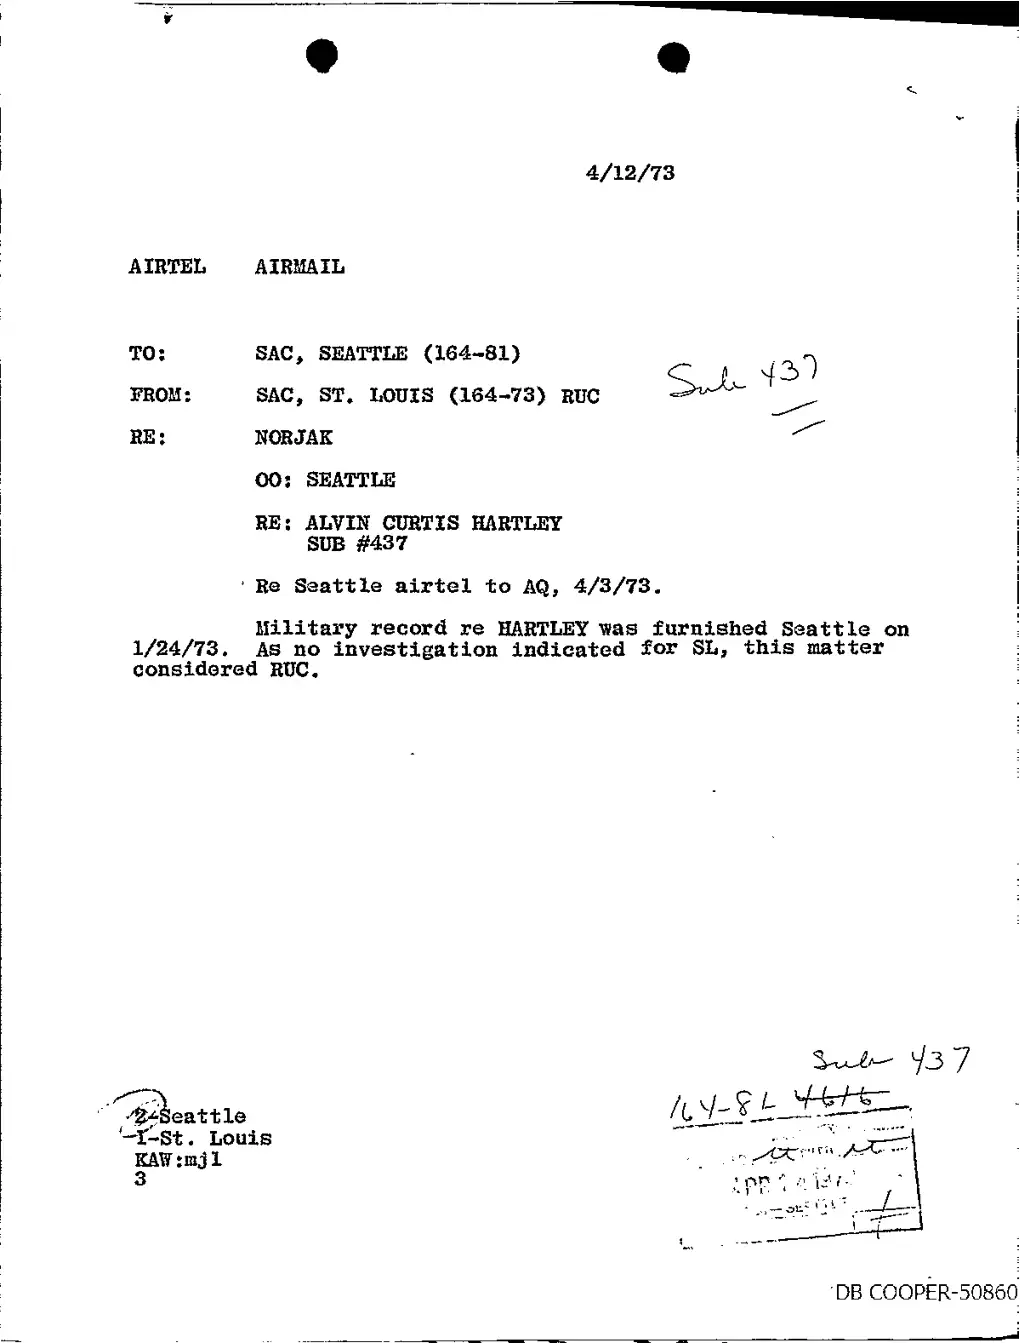 4/12/73
AIRTEL AIRMAIL
TO: SAC, SEATTLE (164-81)
Sub 437
FROM: SAC, ST. LOUIS (164-73) RUC
RE: NORJAK
OO: SEATTLE
RE: ALVIN CURTIS HARTLEY
SUB #437
Re Seattle airtel to AQ, 4/3/73.
Military record re HARTLEY was furnished Seattle on
1/24/73. As no investigation indicated for SL, this matter
considered RUC.
Sub 437
164-81 4616
2-Seattle
1-St. Louis
KAW:mjl
3
DB COOPER-50860